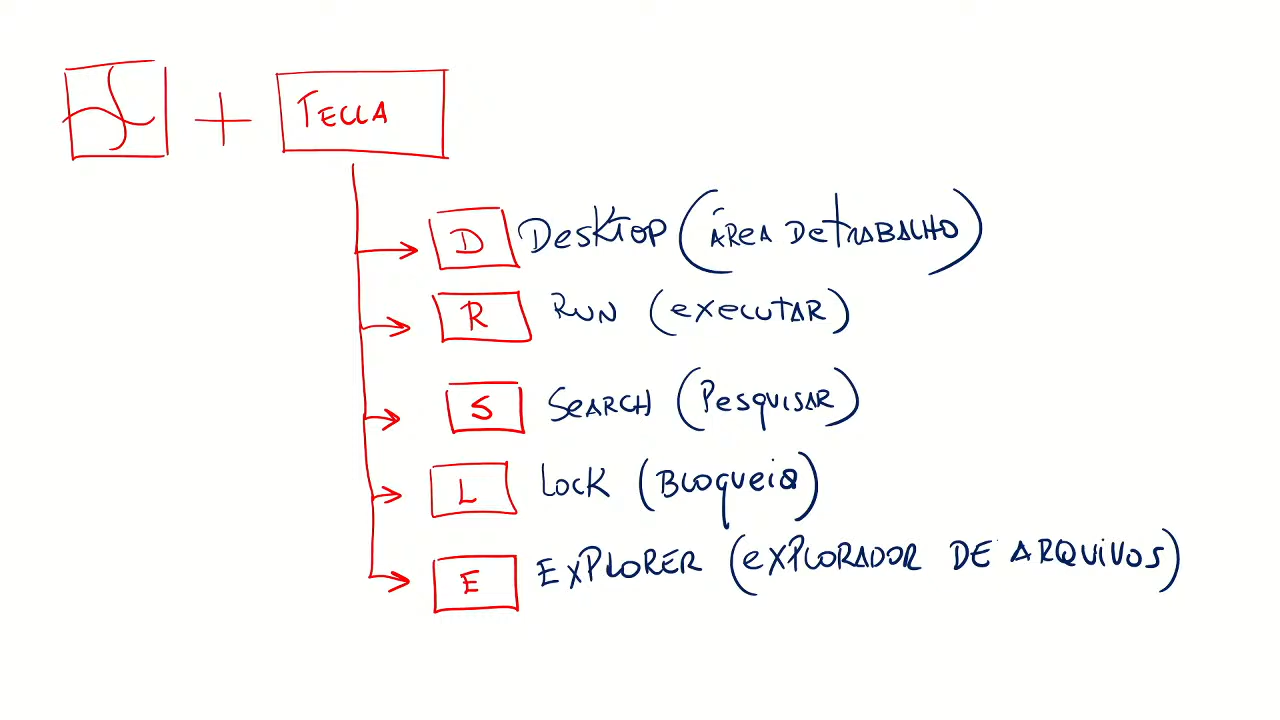 + TECLA
D Desktop (área de trabalho)
R Run (executar)
S Search (Pesquisar)
L Lock (Bloqueio)
E Explorer (explorador de arquivos)